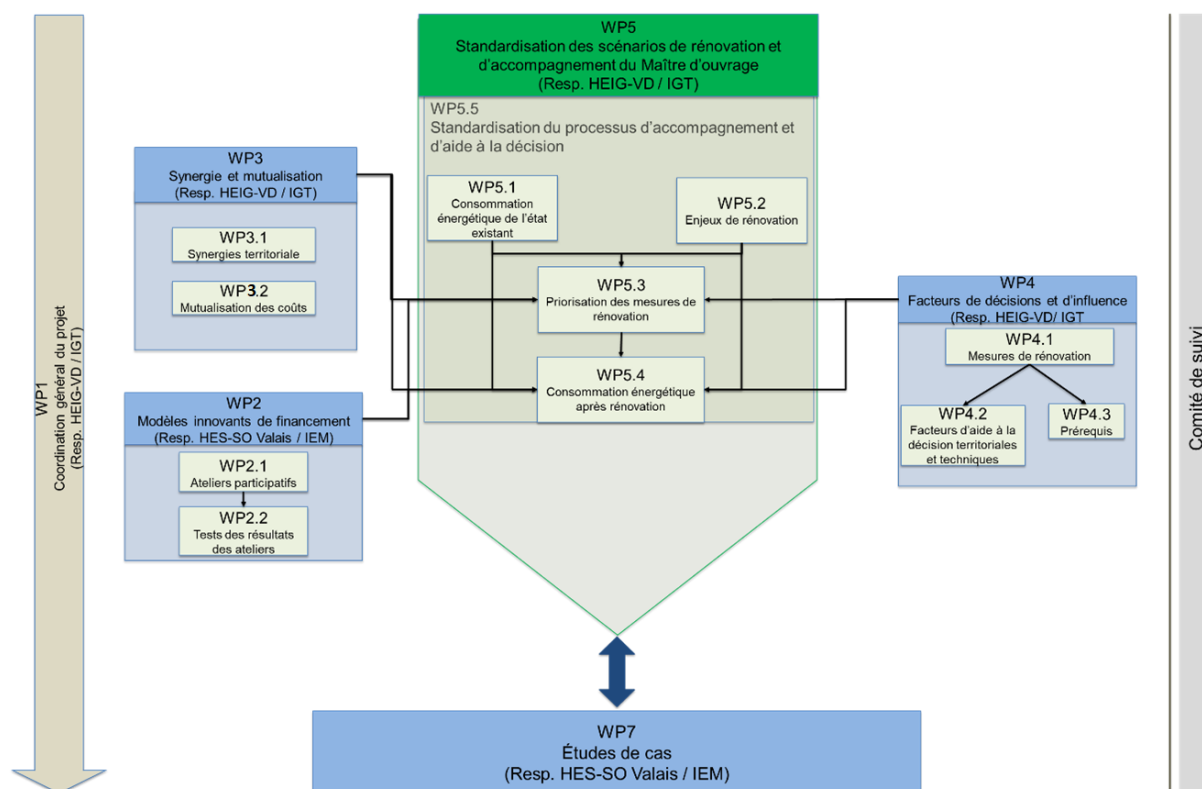 WP5
Standardisation des scénarios de rénovation et
d'accompagnement du Maître d'ouvrage
(Resp. HEIG-VD / IGT)
WP5.5
Standardisation du processus d'accompagnement et
d'aide à la décision
WP5.1
Consommation
énergétique de l'état
existant
WP5.2
Enjeux de rénovation
WP5.3
Priorisation des mesures de
rénovation
WP5.4
Consommation énergétique
après rénovation
WP3
Synergie et mutualisation
(Resp. HEIG-VD / IGT)
WP3.1
Synergies territoriale
WP3.2
Mutualisation des coûts
WP2
Modèles innovants de financement
(Resp. HES-SO Valais / IEM)
WP2.1
Ateliers participatifs
WP2.2
Tests des résultats
des ateliers
WP4
Facteurs de décisions et d'influence
(Resp. HEIG-VD/ IGT
WP4.1
Mesures de rénovation
WP4.2
Facteurs d'aide à la
décision territoriales
et techniques
WP4.3
Prérequis
WP1
Coordination général du projet
(Resp. HEIG-VD / IGT)
Comité de suivi
WP7
Études de cas
(Resp. HES-SO Valais / IEM)